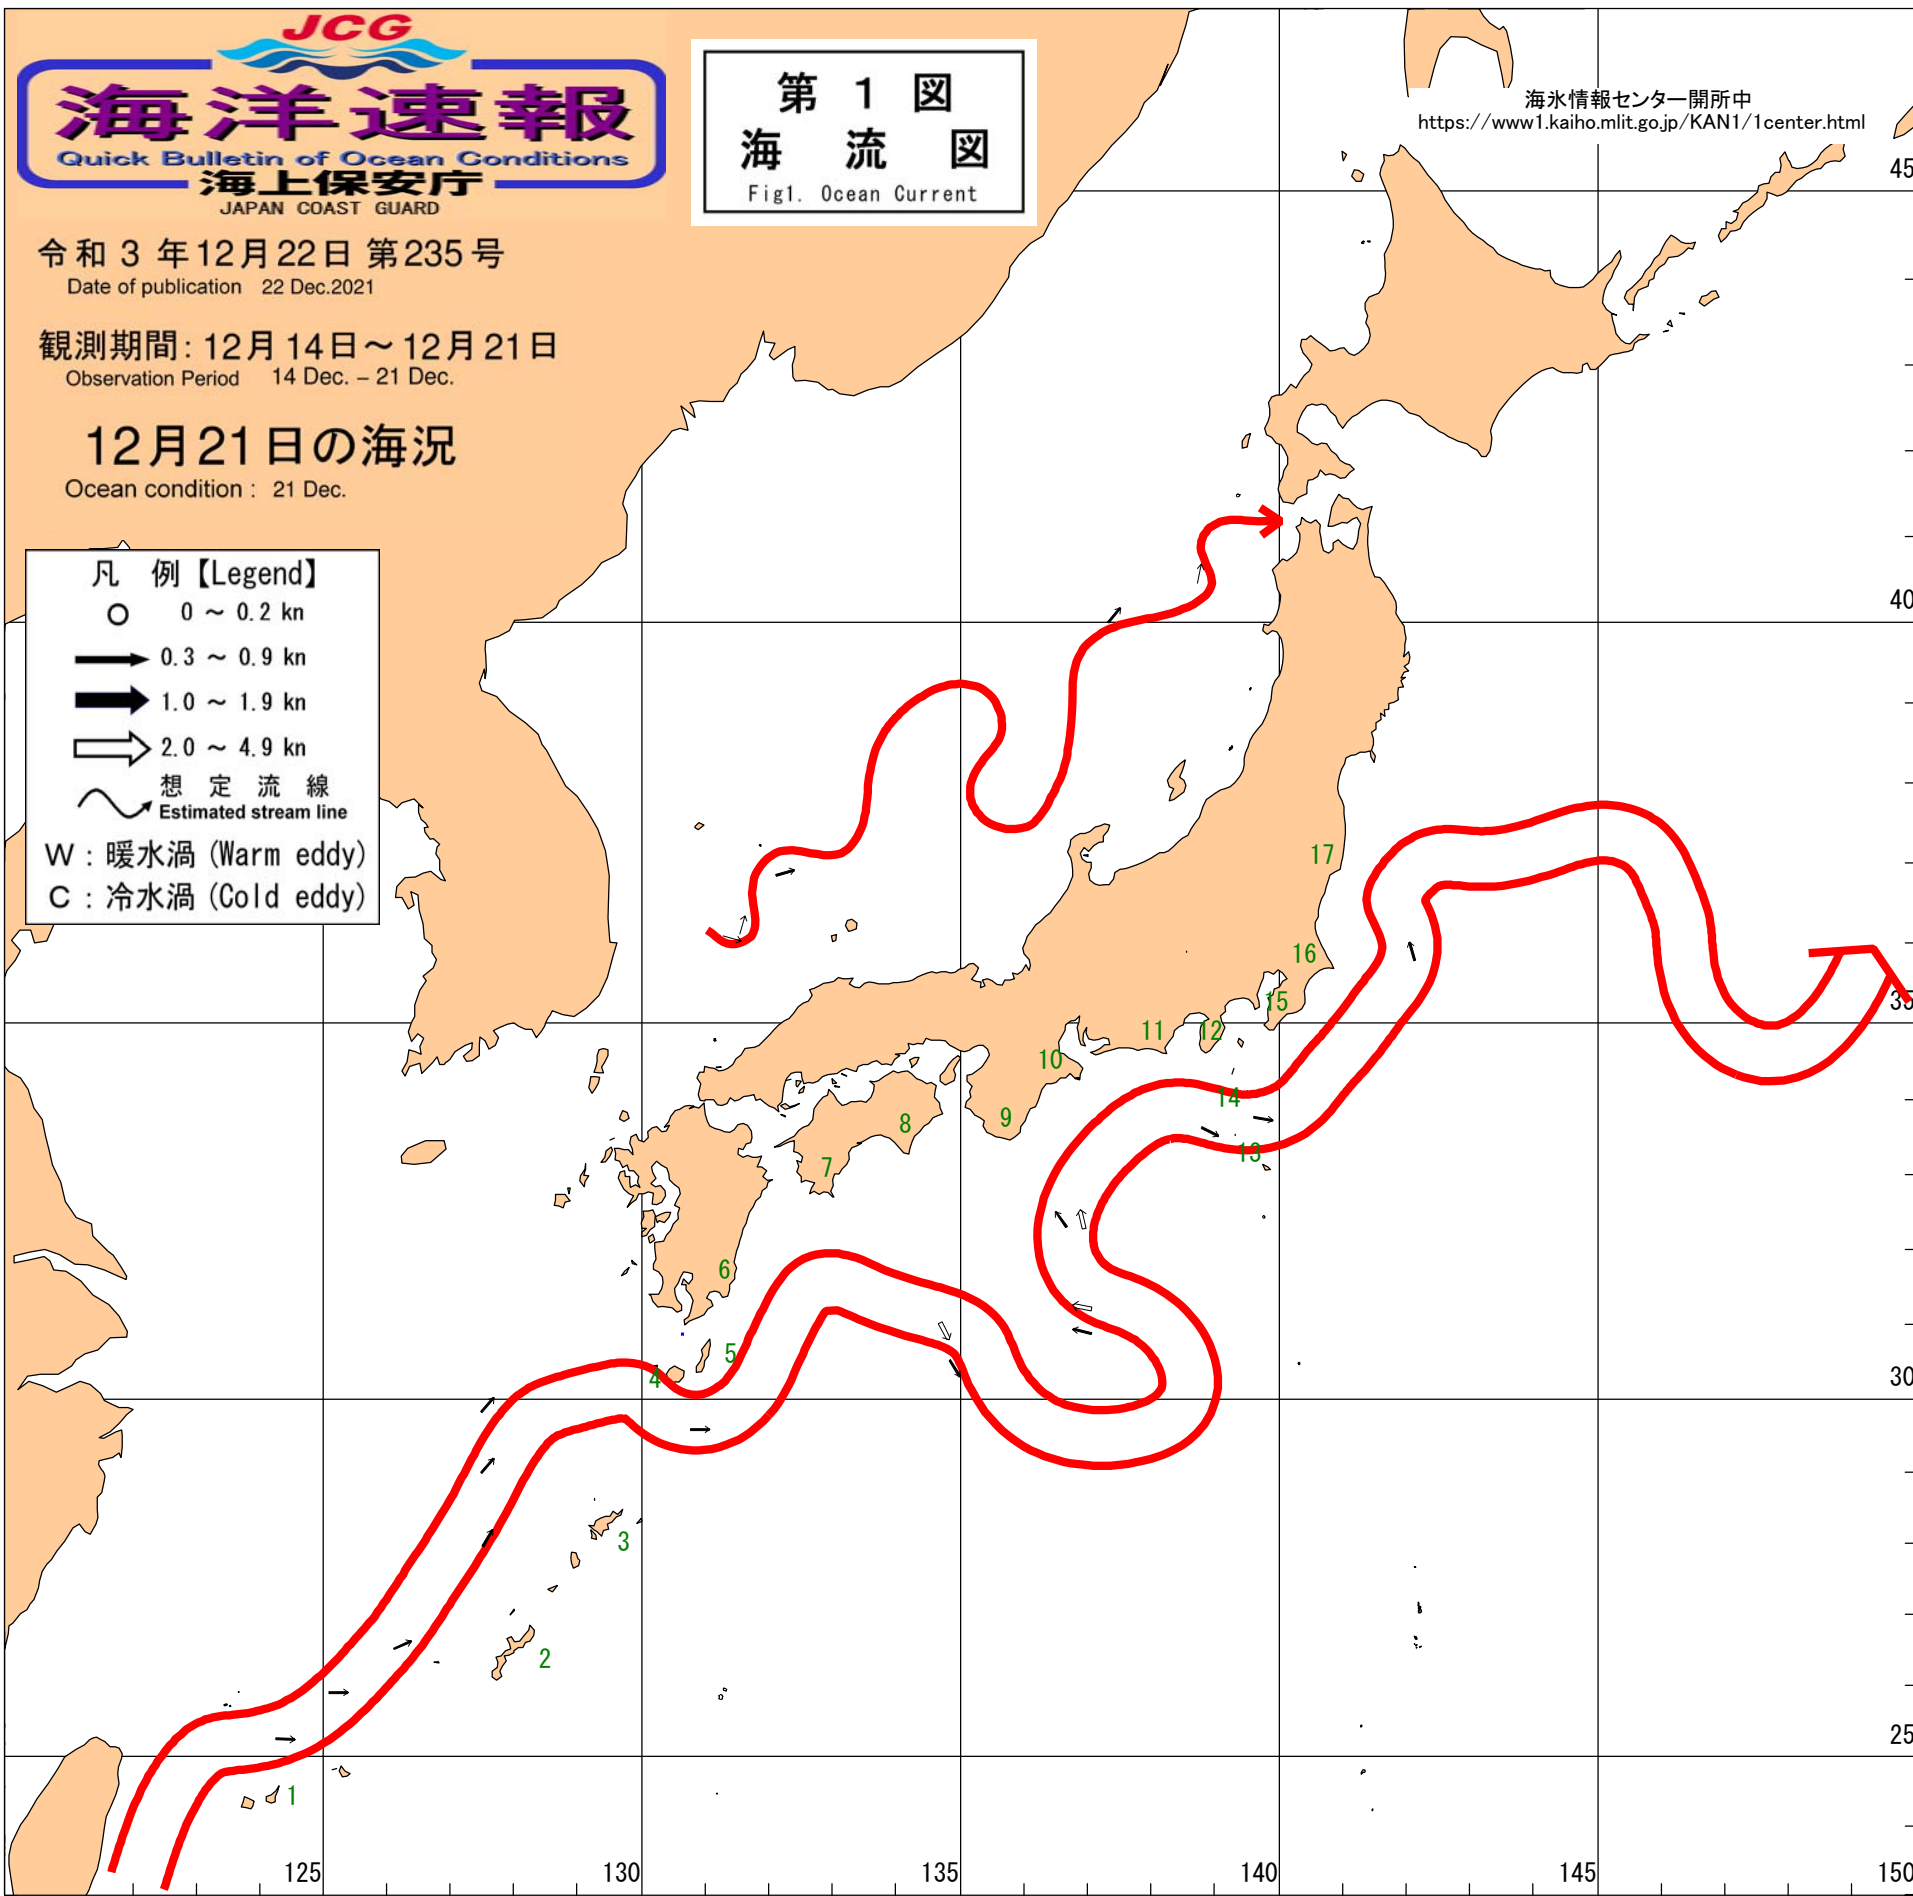 JCG
海洋速報
Quick Bulletin of Ocean Conditions
海上保安庁
JAPAN COAST GUARD
第 1 図
海 流 図
Fig1. Ocean Current
海氷情報センター開所中
https://www1.kaiho.mlit.go.jp/KAN1/1center.html
令和 3 年12月22日 第235号
Date of publication 22 Dec.2021
観測期間: 12月14日～12月21日
Observation Period 14 Dec. – 21 Dec.
12月21日の海況
Ocean condition : 21 Dec.
凡 例【Legend】
0 ～ 0.2 kn
0.3 ～ 0.9 kn
1.0 ～ 1.9 kn
2.0 ～ 4.9 kn
想 定 流 線
Estimated stream line
W : 暖水渦 (Warm eddy)
C : 冷水渦 (Cold eddy)
45
40
35
30
25
17
16
15
14
13
12
11
10
9
8
7
6
5
4
3
2
1
125
130
135
140
145
150